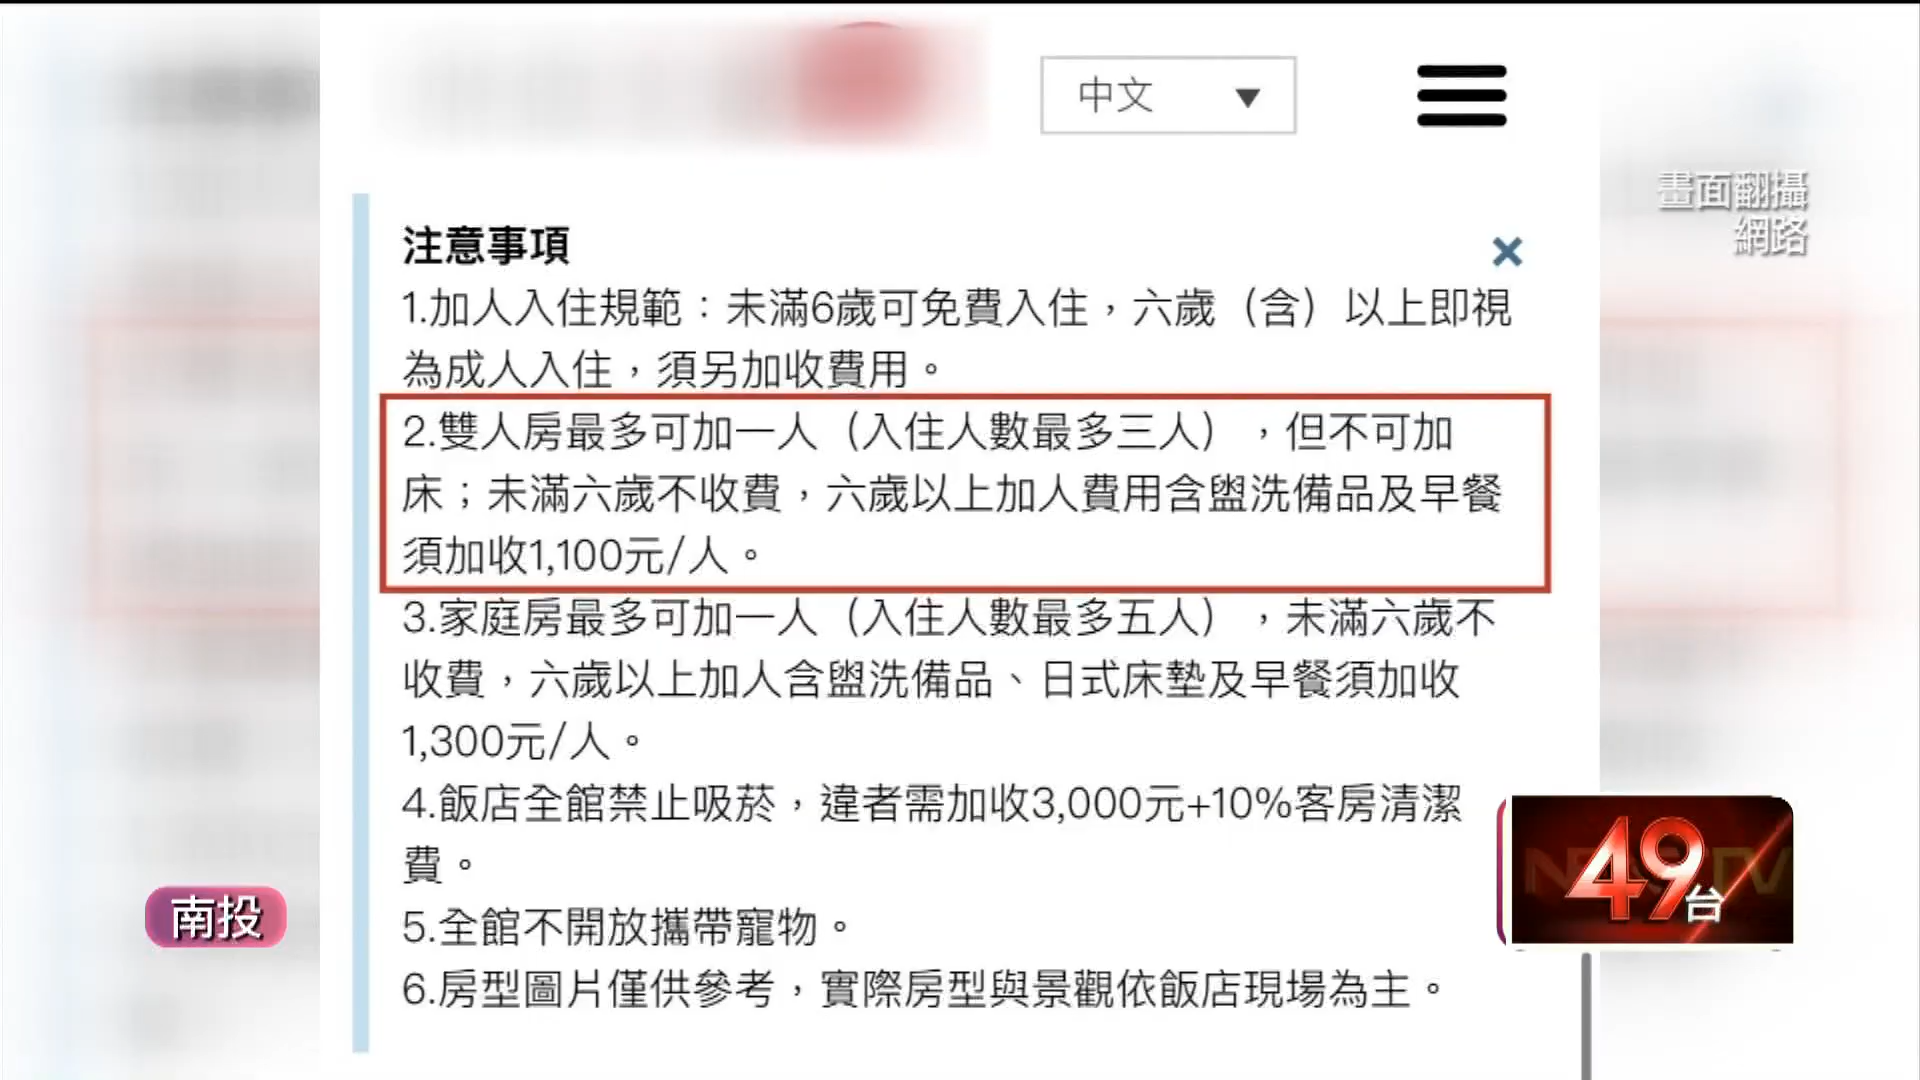 中文
畫面翻攝
網路
注意事項
1.加人入住規範：未滿6歲可免費入住，六歲（含）以上即視
為成人入住，須另加收費用。
2.雙人房最多可加一人（入住人數最多三人），但不可加
床；未滿六歲不收費，六歲以上加人費用含盥洗備品及早餐
須加收1,100元/人。
3.家庭房最多可加一人（入住人數最多五人），未滿六歲不
收費，六歲以上加人含盥洗備品、日式床墊及早餐須加收
1,300元/人。
4.飯店全館禁止吸菸，違者需加收3,000元+10%客房清潔
費。
5.全館不開放攜帶寵物。
6.房型圖片僅供參考，實際房型與景觀依飯店現場為主。
南投
49台